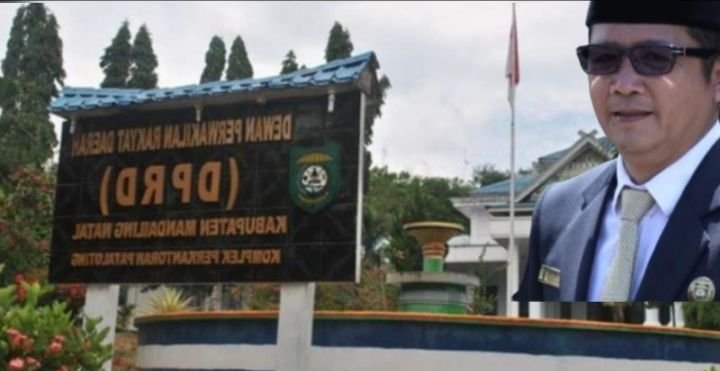 DEWAN PERWAKILAN RAKYAT DAERAH
(DPRD)
KABUPATEN MANDAILING NATAL
KOMPLEK PERKANTORAN PAYALOTING